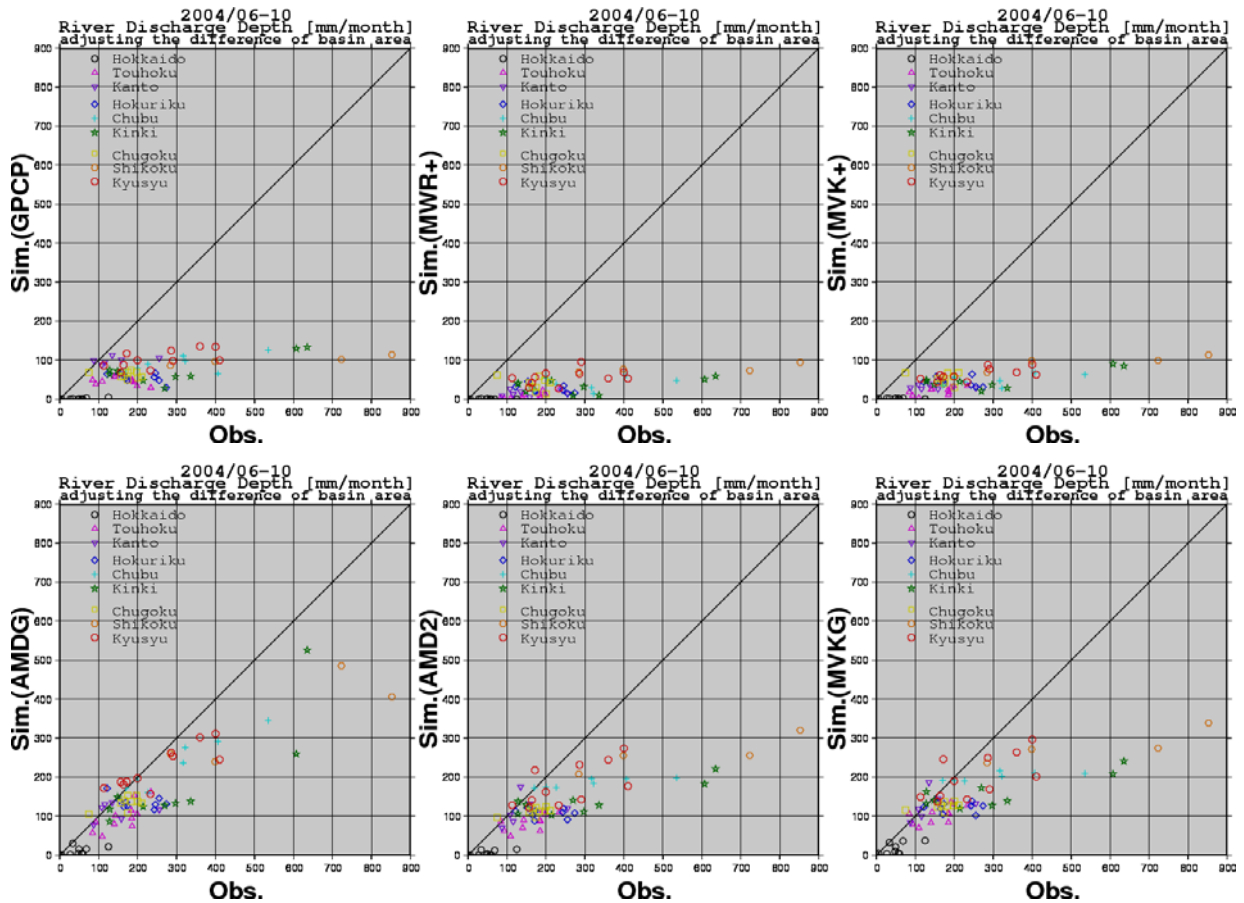 2004/06-10
River Discharge Depth [mm/month]
adjusting the difference of basin area
900
800
700
600
500
400
300
200
100
0
Hokkaido
Touhoku
Kanto
Hokuriku
Chubu
Kinki
Chugoku
Shikoku
Kyusyu
Sim.(GPCP)
0 100 200 300 400 500 600 700 800 900
Obs.
2004/06-10
River Discharge Depth [mm/month]
adjusting the difference of basin area
900
800
700
600
500
400
300
200
100
0
Hokkaido
Touhoku
Kanto
Hokuriku
Chubu
Kinki
Chugoku
Shikoku
Kyusyu
Sim.(MWR+)
0 100 200 300 400 500 600 700 800 900
Obs.
2004/06-10
River Discharge Depth [mm/month]
adjusting the difference of basin area
900
800
700
600
500
400
300
200
100
0
Hokkaido
Touhoku
Kanto
Hokuriku
Chubu
Kinki
Chugoku
Shikoku
Kyusyu
Sim.(MVK+)
0 100 200 300 400 500 600 700 800 900
Obs.
2004/06-10
River Discharge Depth [mm/month]
adjusting the difference of basin area
900
800
700
600
500
400
300
200
100
0
Hokkaido
Touhoku
Kanto
Hokuriku
Chubu
Kinki
Chugoku
Shikoku
Kyusyu
Sim.(AMDG)
0 100 200 300 400 500 600 700 800 900
Obs.
2004/06-10
River Discharge Depth [mm/month]
adjusting the difference of basin area
900
800
700
600
500
400
300
200
100
0
Hokkaido
Touhoku
Kanto
Hokuriku
Chubu
Kinki
Chugoku
Shikoku
Kyusyu
Sim.(AMD2)
0 100 200 300 400 500 600 700 800 900
Obs.
2004/06-10
River Discharge Depth [mm/month]
adjusting the difference of basin area
900
800
700
600
500
400
300
200
100
0
Hokkaido
Touhoku
Kanto
Hokuriku
Chubu
Kinki
Chugoku
Shikoku
Kyusyu
Sim.(MVKG)
0 100 200 300 400 500 600 700 800 900
Obs.